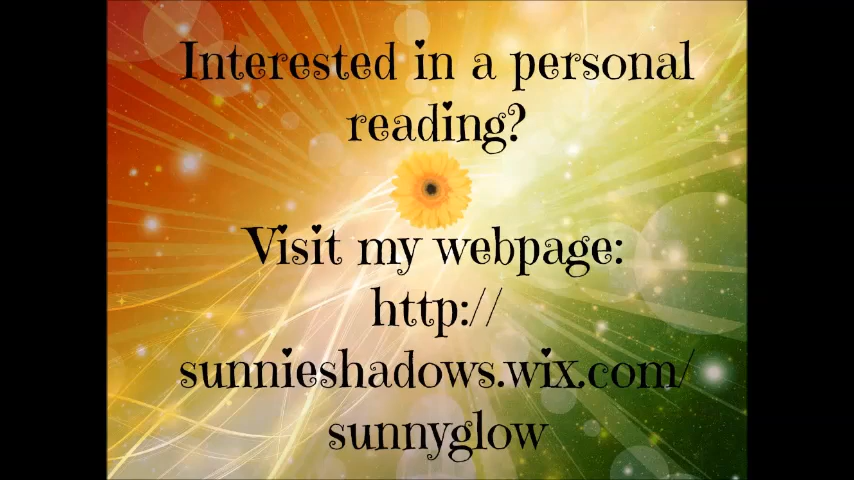 Interested in a personal
reading?
Visit my webpage:
http://
sunnieshadows.wix.com/
sunnyglow